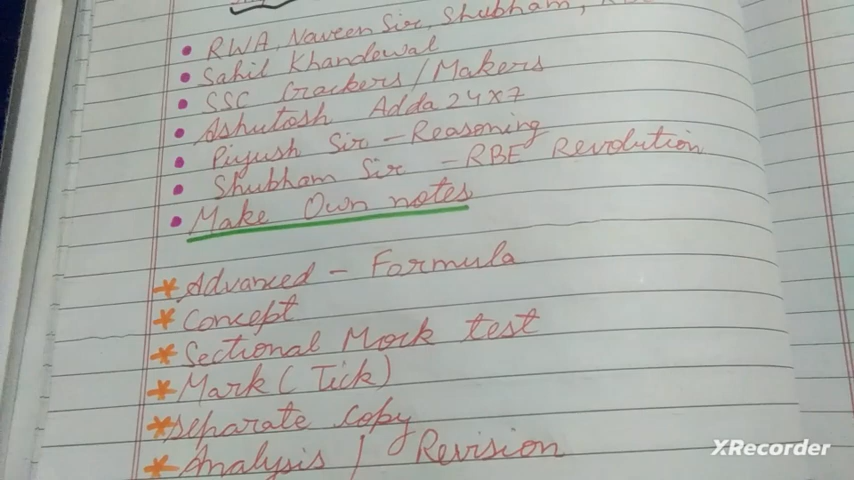 RWA, Naveen Sir, Shubham,
Sahil Khandewal
SSC Crackers/Makers
Ashutosh Adda 24x7
Piyush Sir - Reasoning
Shubham Sir - RBE Revolution
Make Own notes
Advanced - Formula
Concept
Sectional Mock test
Mark (Tick)
Separate Copy
Analysis / Revision
XRecorder